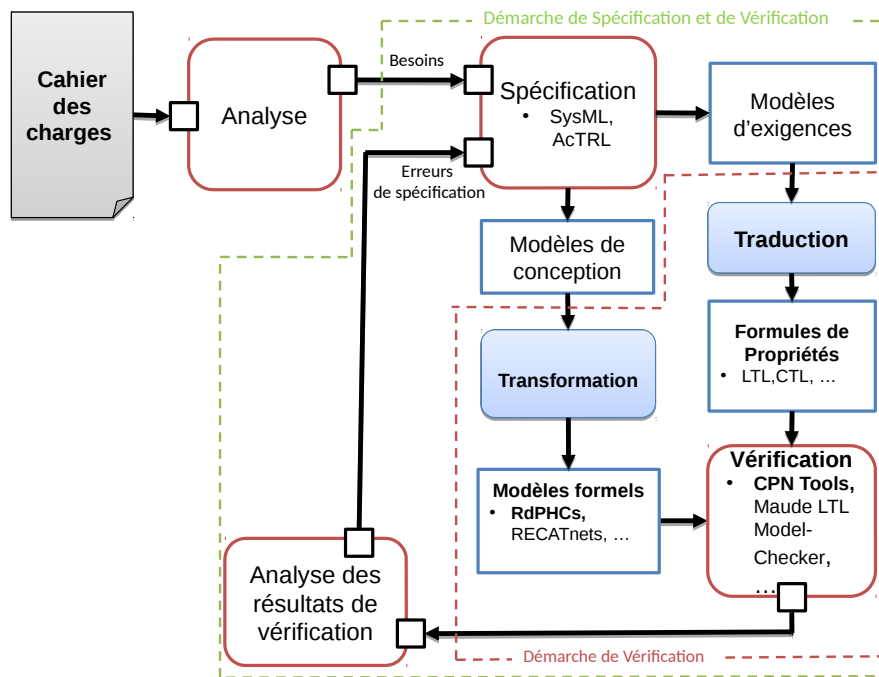 Démarche de Spécification et de Vérification
Cahier
des
charges
Analyse
Besoins
Spécification
• SysML,
AcTRL
Modèles
d’exigences
Erreurs
de spécification
Modèles de
conception
Traduction
Formules de
Propriétés
• LTL,CTL, …
Transformation
Modèles formels
• RdPHCs,
RECATnets, …
Vérification
• CPN Tools,
Maude LTL
Model-
Checker,
…
Analyse des
résultats de
vérification
Démarche de Vérification